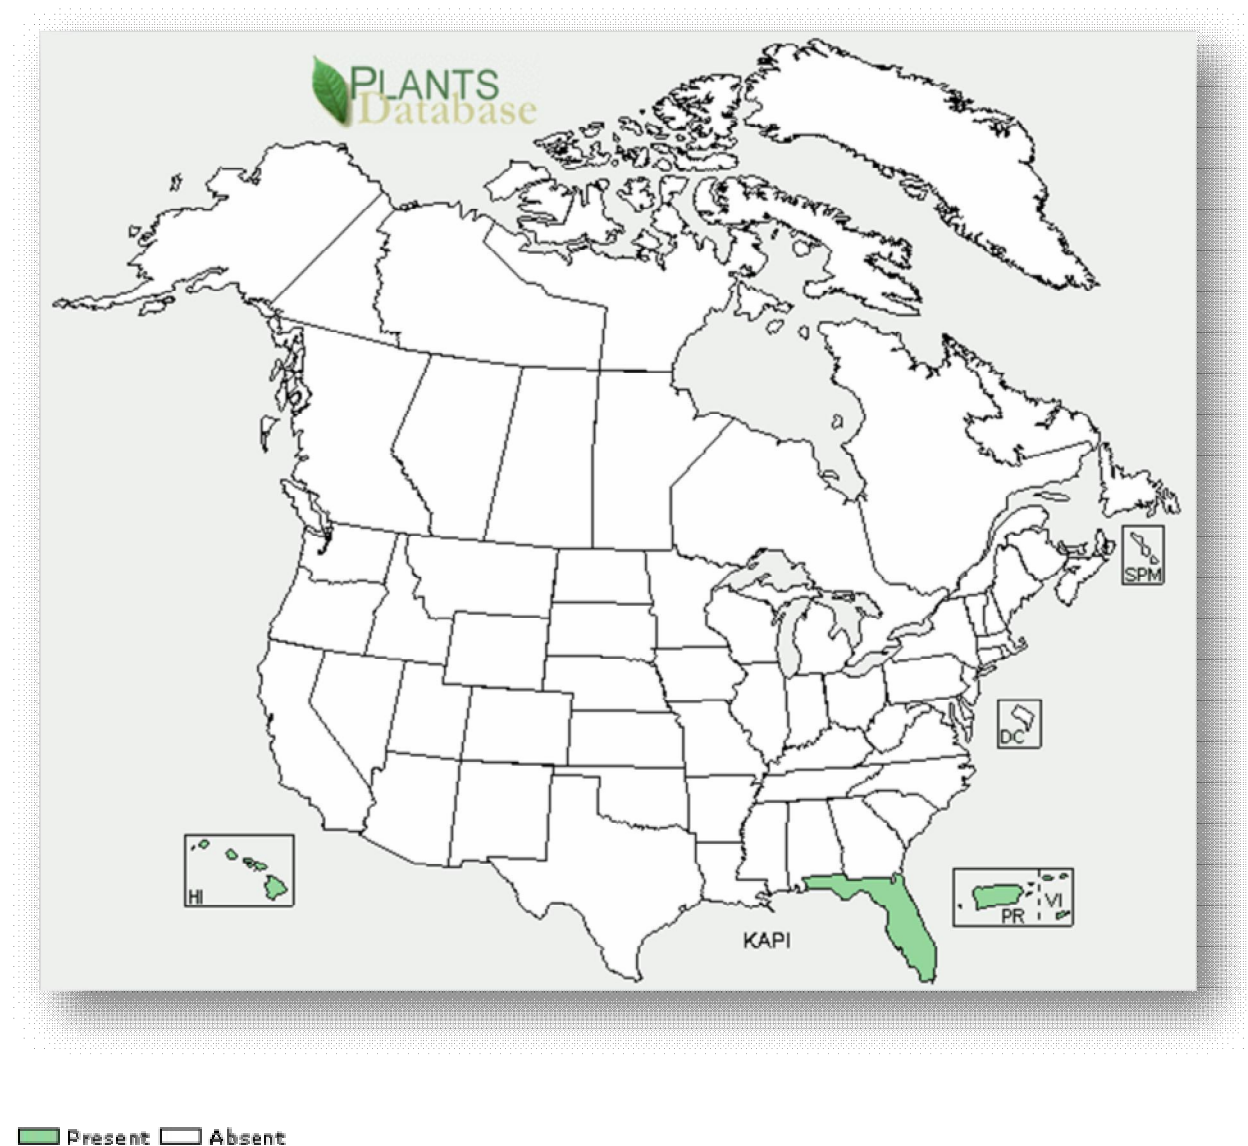 PLANTS
Database
SPM
DC
HI
PR
VI
KAPI
Present
Absent